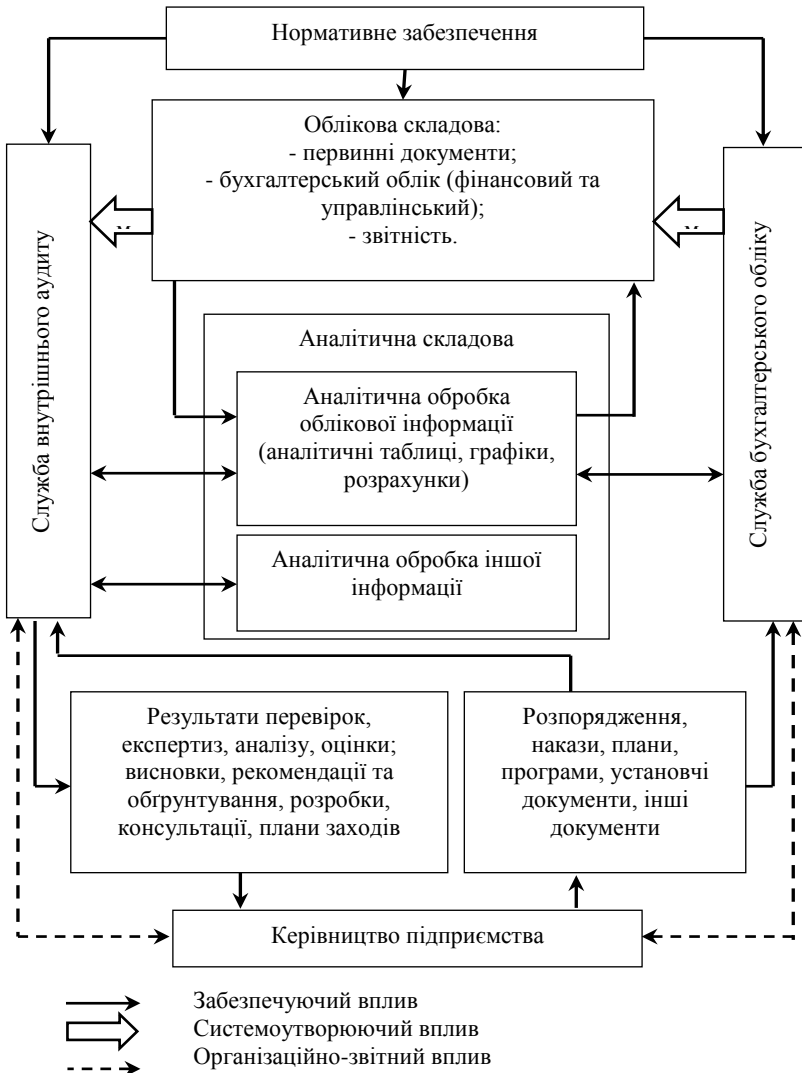 Нормативне забезпечення
Облікова складова:
- первинні документи;
- бухгалтерський облік (фінансовий та
управлінський);
- звітність.
Служба внутрішнього аудиту
Служба бухгалтерського обліку
Аналітична складова
Аналітична обробка
облікової інформації
(аналітичні таблиці, графіки,
розрахунки)
Аналітична обробка іншої
інформації
Результати перевірок,
експертиз, аналізу, оцінки;
висновки, рекомендації та
обґрунтування, розробки,
консультації, плани заходів
Розпорядження,
накази, плани,
програми, установчі
документи, інші
документи
Керівництво підприємства
Забезпечуючий вплив
Системоутворюючий вплив
Організаційно-звітний вплив